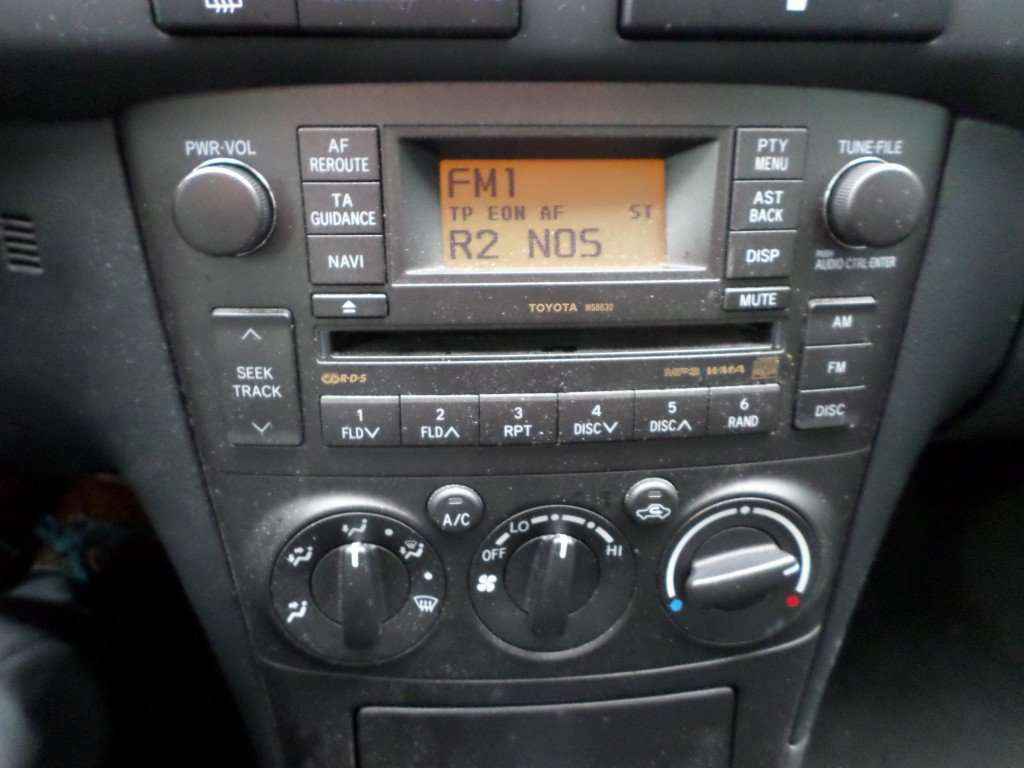 PWR·VOL
AF
REROUTE
TA
GUIDANCE
NAVI
FM1
TP EON AF ST
R2 NOS
PTY
MENU
AST
BACK
DISP
TUNE·FILE
PUSH
AUDIO·CTRL·ENTER
TOYOTA
MUTE
SEEK
TRACK
AM
FM
DISC
1
FLD
2
FLD
3
RPT
4
DISC
5
DISC
6
RAND
A/C
OFF
LO
HI